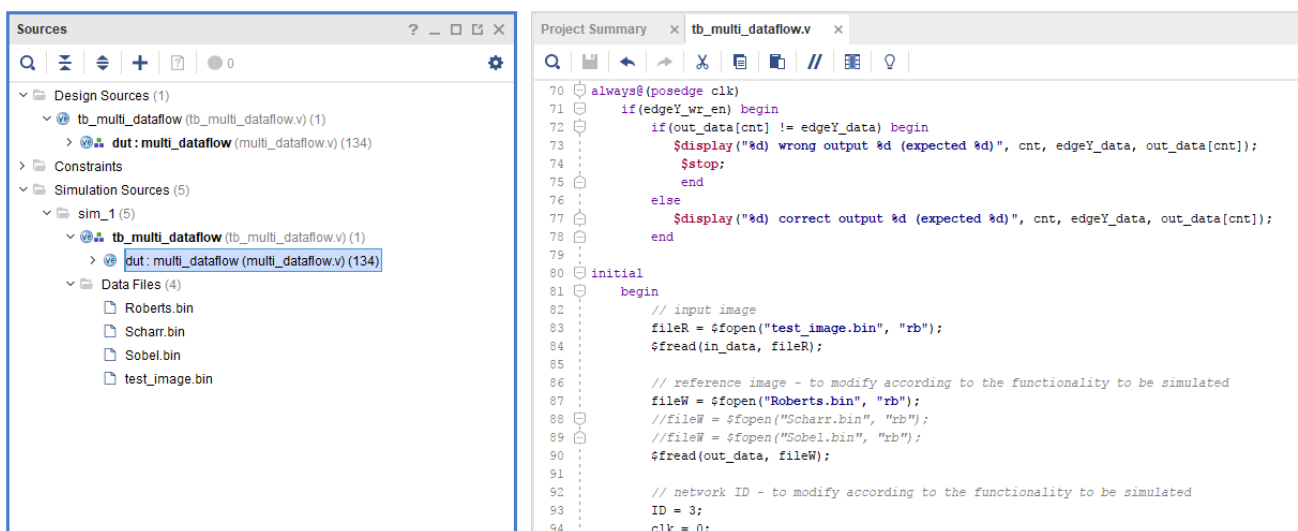 Sources
? _
0
Design Sources (1)
tb_multi_dataflow (tb_multi_dataflow.v) (1)
dut : multi_dataflow (multi_dataflow.v) (134)
Constraints
Simulation Sources (5)
sim_1 (5)
tb_multi_dataflow (tb_multi_dataflow.v) (1)
dut : multi_dataflow (multi_dataflow.v) (134)
Data Files (4)
Roberts.bin
Scharr.bin
Sobel.bin
test_image.bin
Project Summary × tb_multi_dataflow.v ×
70 always@(posedge clk)
71 if(edgeY_wr_en) begin
72 if(out_data[cnt] != edgeY_data) begin
73 $display("%d) wrong output %d (expected %d)", cnt, edgeY_data, out_data[cnt]);
74 $stop;
75 end
76 else
77 $display("%d) correct output %d (expected %d)", cnt, edgeY_data, out_data[cnt]);
78 end
79
80 initial
81 begin
82 // input image
83 fileR = $fopen("test_image.bin", "rb");
84 $fread(in_data, fileR);
85
86 // reference image - to modify according to the functionality to be simulated
87 fileW = $fopen("Roberts.bin", "rb");
88 //fileW = $fopen("Scharr.bin", "rb");
89 //fileW = $fopen("Sobel.bin", "rb");
90 $fread(out_data, fileW);
91
92 // network ID - to modify according to the functionality to be simulated
93 ID = 3;
94 clk = 0;